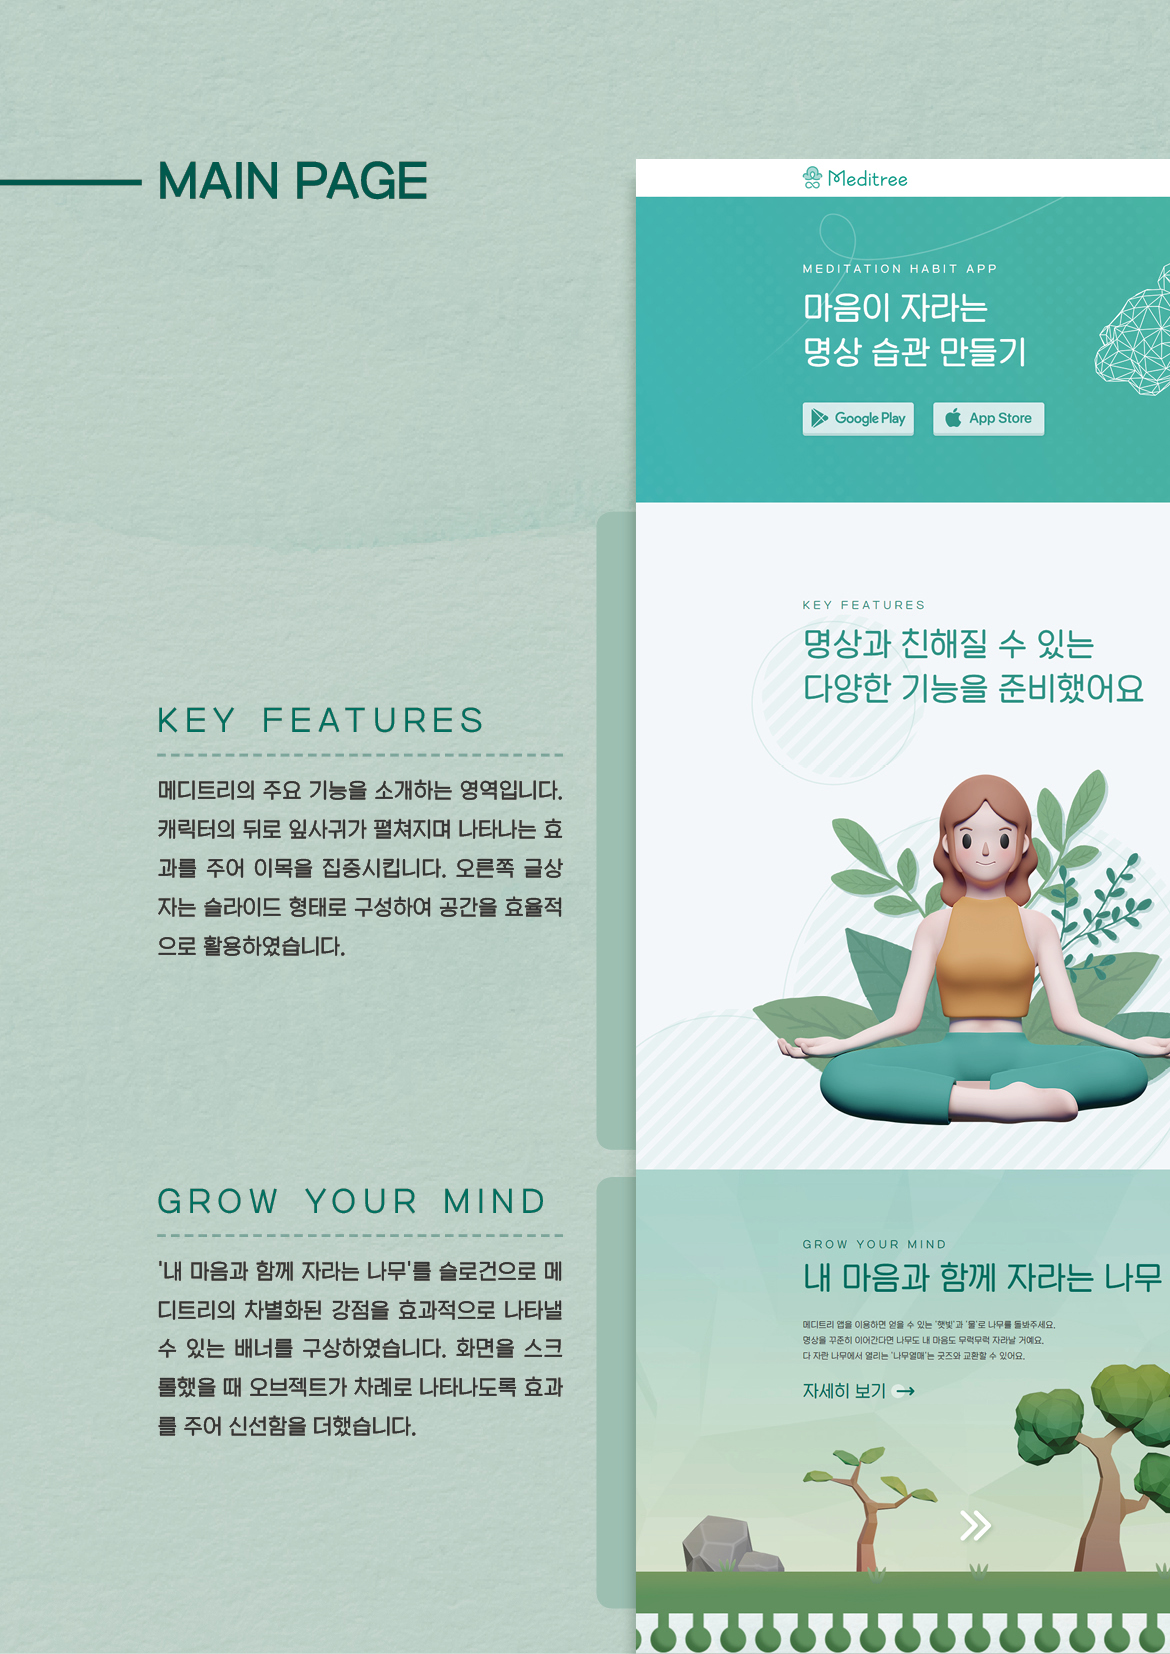 MAIN PAGE
KEY FEATURES
메디트리의 주요 기능을 소개하는 영역입니다.
캐릭터의 뒤로 잎사귀가 펼쳐지며 나타나는 효
과를 주어 이목을 집중시킵니다. 오른쪽 글상
자는 슬라이드 형태로 구성하여 공간을 효율적
으로 활용하였습니다.
GROW YOUR MIND
'내 마음과 함께 자라는 나무'를 슬로건으로 메
디트리의 차별화된 강점을 효과적으로 나타낼
수 있는 배너를 구상하였습니다. 화면을 스크
롤했을 때 오브젝트가 차례로 나타나도록 효과
를 주어 신선함을 더했습니다.
Meditree
MEDITATION HABIT APP
마음이 자라는
명상 습관 만들기
Google Play
App Store
KEY FEATURES
명상과 친해질 수 있는
다양한 기능을 준비했어요
GROW YOUR MIND
내 마음과 함께 자라는 나무
메디트리 앱을 이용하면 얻을 수 있는 '햇빛'과 '물'로 나무를 돌봐주세요.
명상을 꾸준히 이어간다면 나무도 내 마음도 무럭무럭 자라날 거예요.
다 자란 나무에서 열리는 '나무열매'는 굿즈와 교환할 수 있어요.
자세히 보기